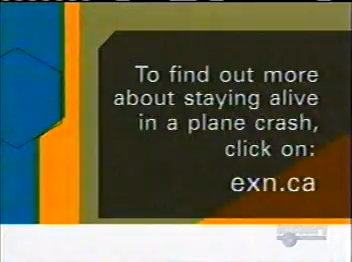 To find out more
about staying alive
in a plane crash,
click on:
exn.ca